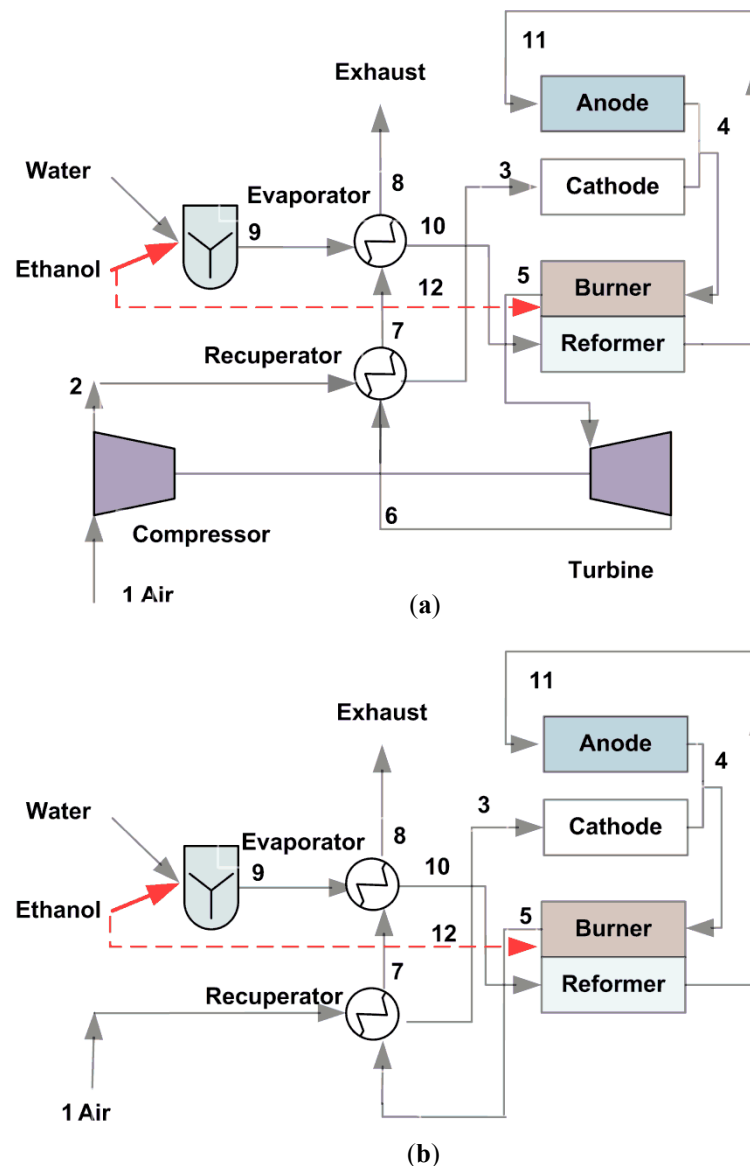 11
Exhaust
Anode
4
Water
3
Evaporator
8
Cathode
9
10
Ethanol
5
12
Burner
7
Recuperator
Reformer
2
6
Compressor
Turbine
1 Air
(a)
11
Exhaust
Anode
4
Water
3
Evaporator
8
Cathode
9
10
Ethanol
5
12
Burner
7
Recuperator
Reformer
1 Air
(b)